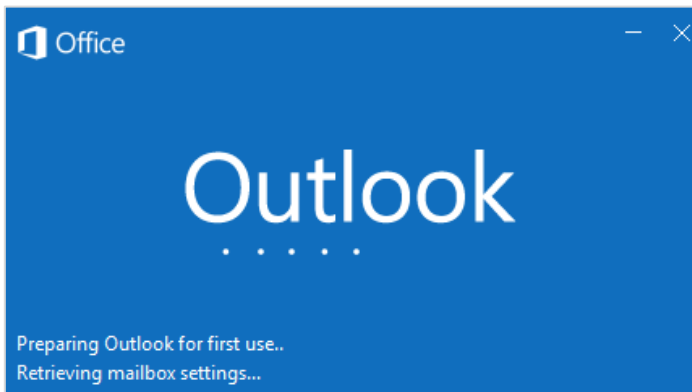 Office
Outlook
Preparing Outlook for first use..
Retrieving mailbox settings...